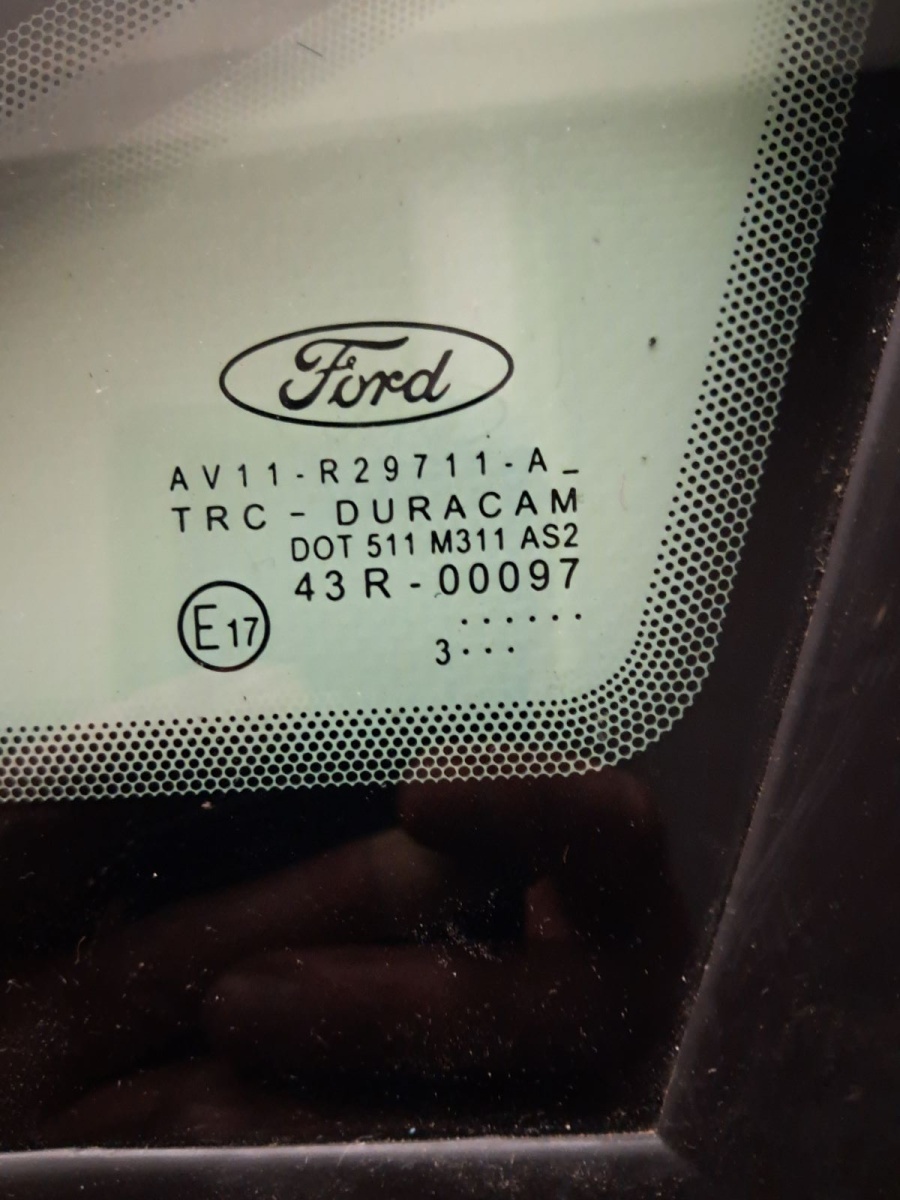 Ford
AV11-R29711-A_
TRC - DURACAM
DOT 511 M311 AS2
43R-00097
E17
......
3...